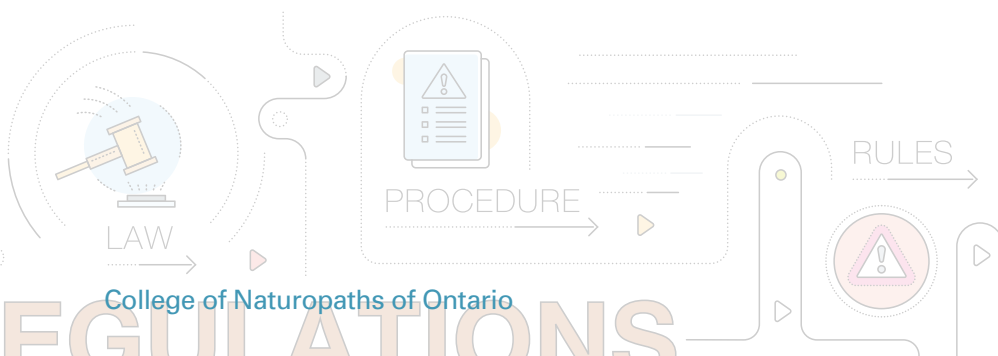 RULES
PROCEDURE
LAW
College of Naturopaths of Ontario
EGULATIONS